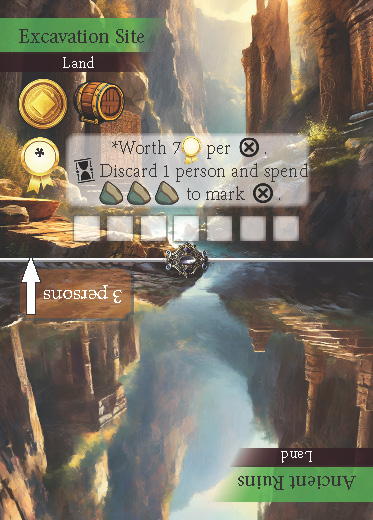 Excavation Site
Land
*
*Worth 7 per .
Discard 1 person and spend
to mark .
3 persons
Land
Ancient Ruins